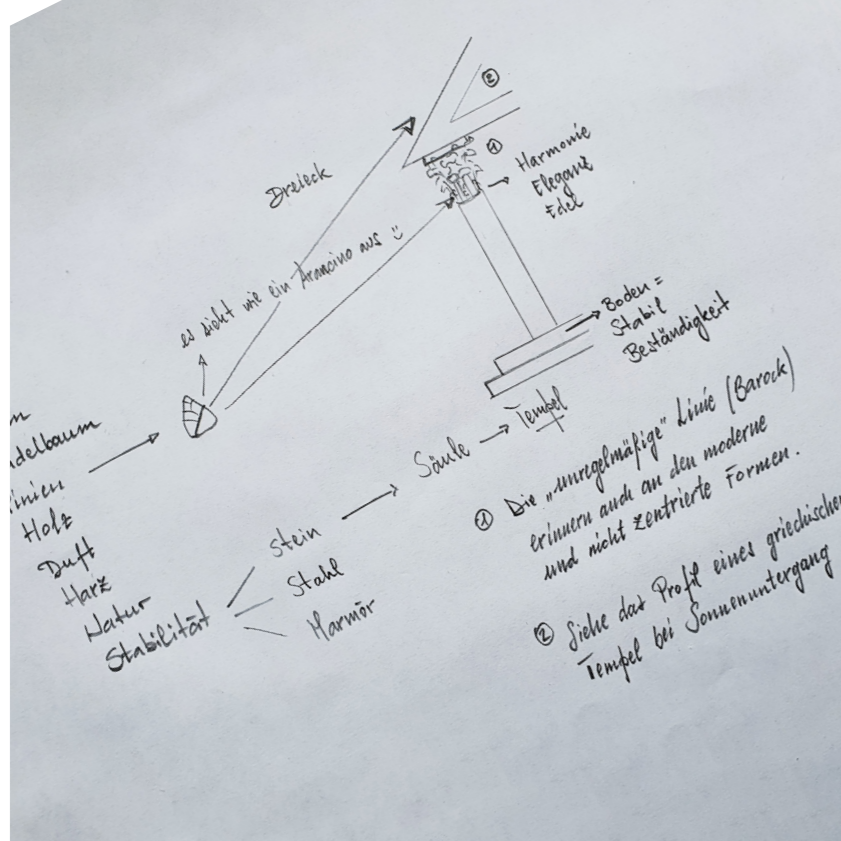 ②
Dreieck
①
Harmonie
Eleganz
Edel
es sieht wie ein Arancino aus :)
Boden =
Stabil
Beständigkeit
delbaum
inien
Holz
Duft
Harz
Natur
Stabilität
Stein
Stahl
Marmor
Säule
Tempel
① Die „unregelmäßige" Linie (Barock)
erinnern auch an den moderne
und nicht zentrierte Formen.
② Siehe das Profil eines griechischen
Tempel bei Sonnenuntergang